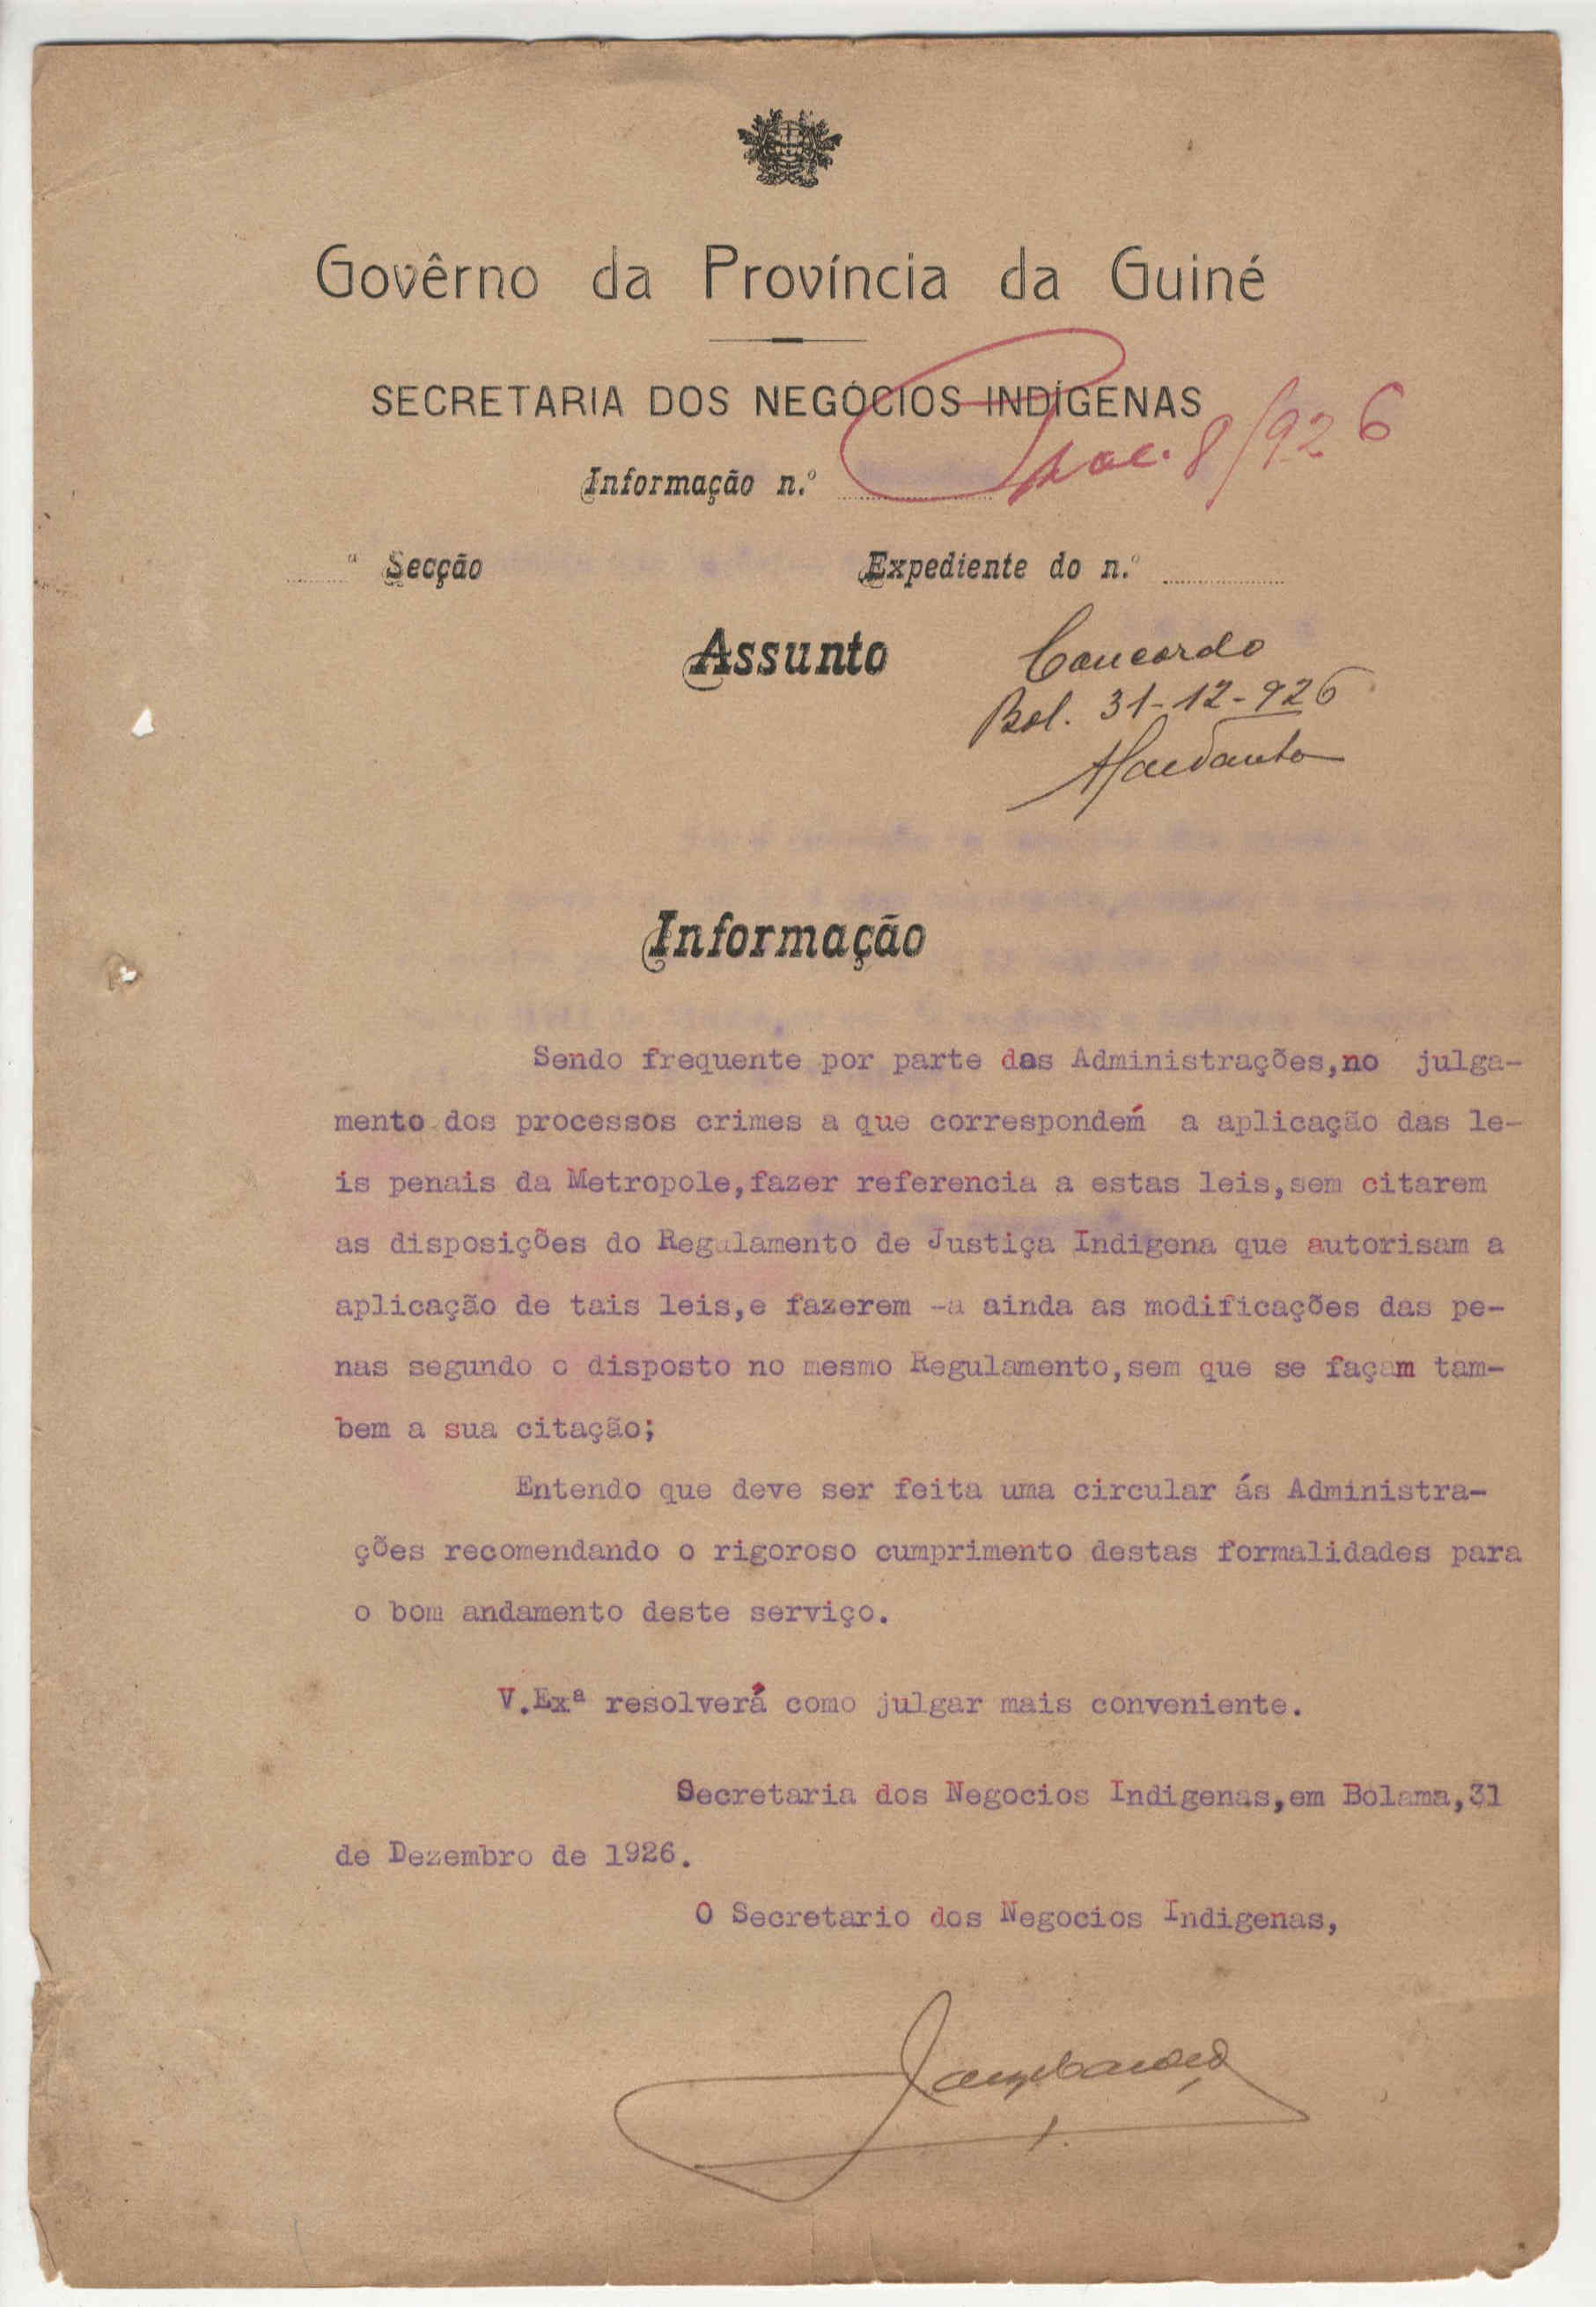 Govêrno da Província da Guiné
SECRETARIA DOS NEGÓCIOS INDÍGENAS
Proc. 8/926
Informação n.º
ª Secção Expediente do n.º
Assunto
Concordo
Bol. 31-12-926
Informação
Sendo frequente por parte das Administrações,no julga-
mento dos processos crimes a que correspondem a aplicação das le-
is penais da Metropole,fazer referencia a estas leis,sem citarem
as disposições do Regulamento de Justiça Indigena que autorisam a
aplicação de tais leis,e fazerem -a ainda as modificações das pe-
nas segundo o disposto no mesmo Regulamento,sem que se façam tam-
bem a sua citação;
Entendo que deve ser feita uma circular ás Administra-
ções recomendando o rigoroso cumprimento destas formalidades para
o bom andamento deste serviço.
V.Exª resolverá como julgar mais conveniente.
Secretaria dos Negocios Indigenas,em Bolama,31
de Dezembro de 1926.
O Secretario dos Negocios Indigenas,